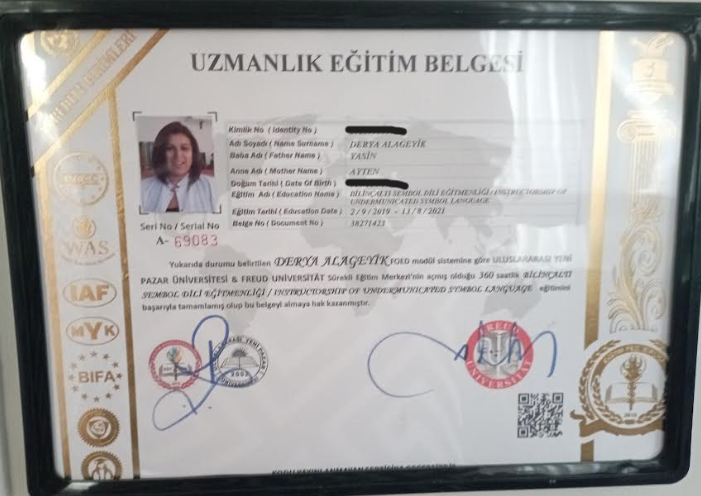 UZMANLIK EĞİTİM BELGESİ
Kimlik No ( Identity No )
Adı Soyadı ( Name Surname ) DERYA ALAGEYİK
Baba Adı ( Father Name ) YASİN
Anne Adı ( Mother Name ) AYTEN
Doğum Tarihi ( Date Of Birth )
Eğitim Adı ( Education Name ) BİLİNÇALTI SEMBOL DİLİ EĞİTMENLİĞİ / INSTRUCTORSHIP OF
UNDERMUNICATED SYMBOL LANGUAGE
Eğitim Tarihi ( Education Date ) 2/9/2019 - 13/8/2021
Belge No ( Document No ) 38271421
Seri No / Serial No
A- 69083
Yukarıda durumu belirtilen DERYA ALAGEYİK modül sistemine göre ULUSLARARASI YENİ
PAZAR ÜNİVERSİTESİ & FREUD UNIVERSITÄT Sürekli Eğitim Merkezi'nin açmış olduğu 360 saatlik BİLİNÇALTI
SEMBOL DİLİ EĞİTMENLİĞİ / INSTRUCTORSHIP OF UNDERMUNICATED SYMBOL LANGUAGE eğitimini
başarıyla tamamlamış olup bu belgeyi almaya hak kazanmıştır.
WAS
IAF
MYK
BIFA
FREUD
UNIVERSITÄT